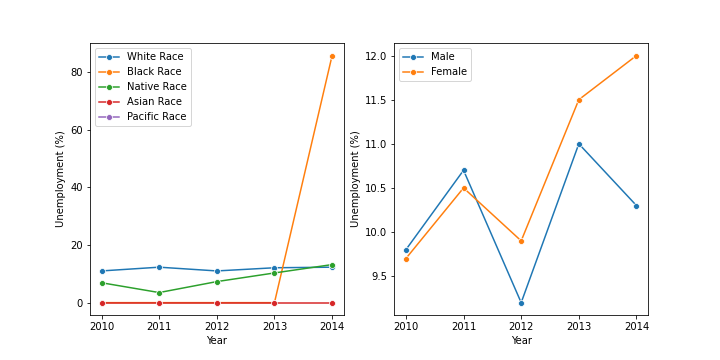 White Race
Black Race
Native Race
Asian Race
Pacific Race
80
60
40
20
0
Unemployment (%)
2010 2011 2012 2013 2014
Year
Male
Female
12.0
11.5
11.0
10.5
10.0
9.5
Unemployment (%)
2010 2011 2012 2013 2014
Year